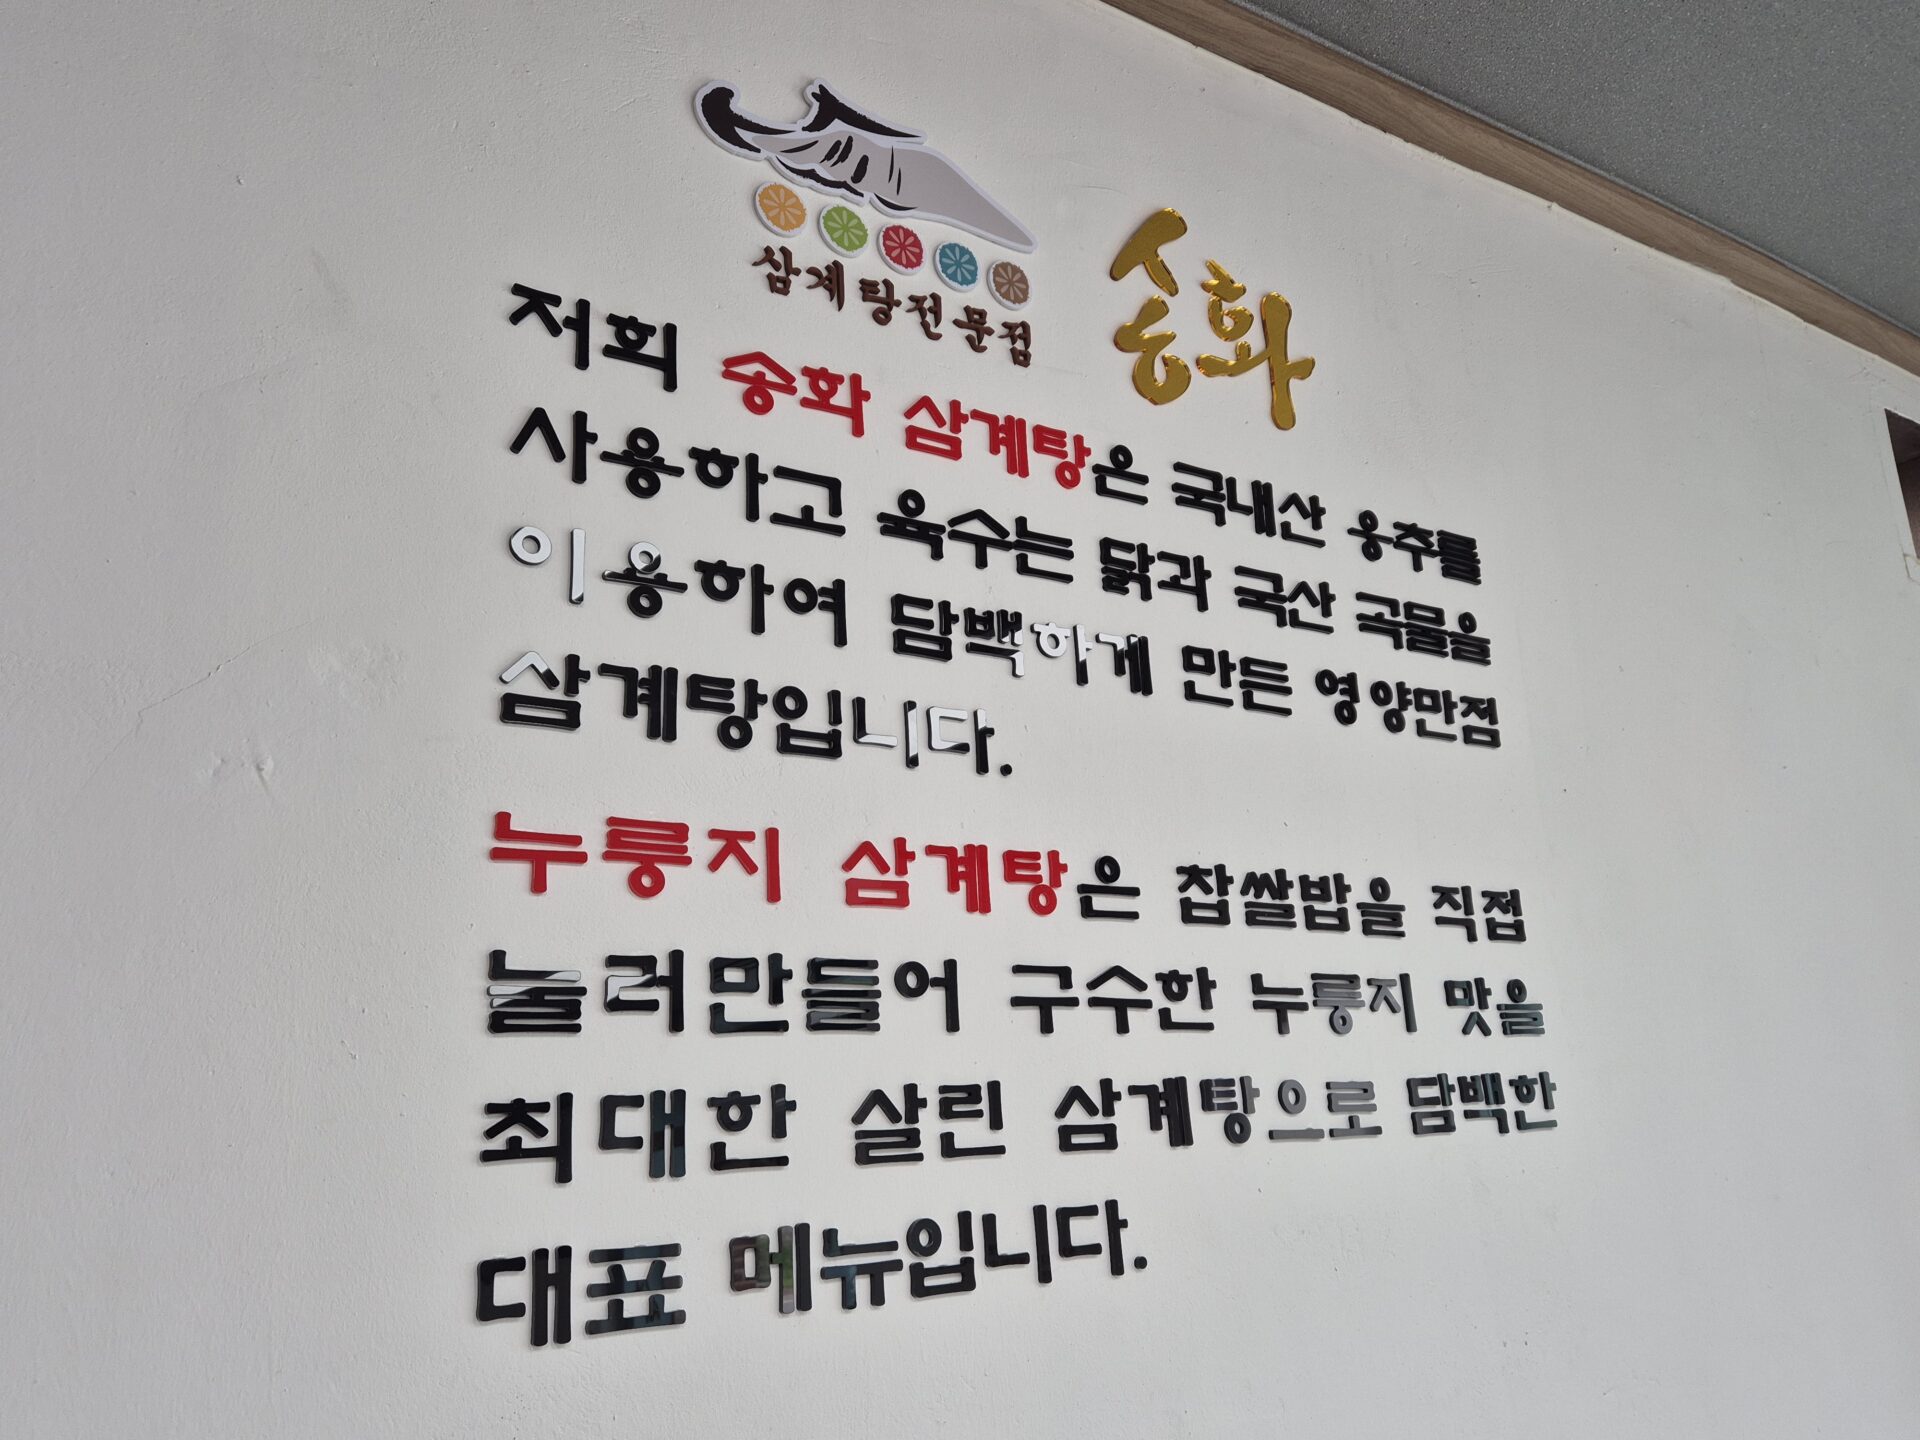 삼계탕전문점
송화
저희 송화 삼계탕은 국내산 웅추를
사용하고 육수는 닭과 국산 곡물을
이용하여 담백하게 만든 영양만점
삼계탕입니다.
누룽지 삼계탕은 찹쌀밥을 직접
눌러만들어 구수한 누룽지 맛을
최대한 살린 삼계탕으로 담백한
대표 메뉴입니다.